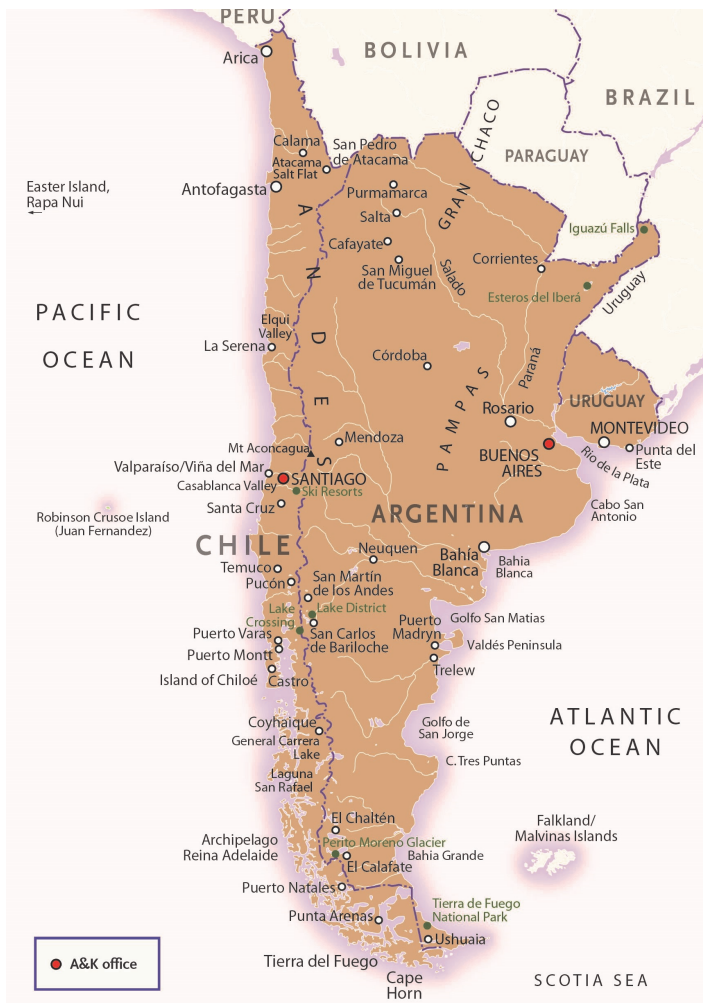 PERU
BOLIVIA
Arica
BRAZIL
CHACO
GRAN
PARAGUAY
Calama
San Pedro
de Atacama
Atacama
Salt Flat
Easter Island,
Rapa Nui
Antofagasta
Purmamarca
Salta
Iguazú Falls
Cafayate
San Miguel
de Tucumán
Salado
Corrientes
Esteros del Iberá
Uruguay
ANDES
PACIFIC
OCEAN
Elqui
Valley
La Serena
Córdoba
Paraná
PAMPAS
URUGUAY
Rosario
MONTEVIDEO
Mendoza
Mt Aconcagua
BUENOS
AIRES
Punta del
Este
Rio de la Plata
Valparaíso/Viña del Mar
SANTIAGO
Casablanca Valley
Ski Resorts
Santa Cruz
Cabo San
Antonio
Robinson Crusoe Island
(Juan Fernandez)
ARGENTINA
CHILE
Neuquen
Bahía
Blanca
Bahia
Blanca
Temuco
Pucón
San Martín
de los Andes
Lake
Crossing
Lake District
Puerto
Madryn
Golfo San Matias
Puerto Varas
San Carlos
de Bariloche
Valdés Peninsula
Puerto Montt
Trelew
Island of Chiloé
Castro
Coyhaique
General Carrera
Lake
Golfo de
San Jorge
ATLANTIC
OCEAN
Laguna
San Rafael
C.Tres Puntas
El Chaltén
Falkland/
Malvinas Islands
Archipelago
Reina Adelaide
Perito Moreno Glacier
Bahia Grande
El Calafate
Puerto Natales
Tierra de Fuego
National Park
Punta Arenas
Ushuaia
A&K office
Tierra del Fuego
Cape
Horn
SCOTIA SEA